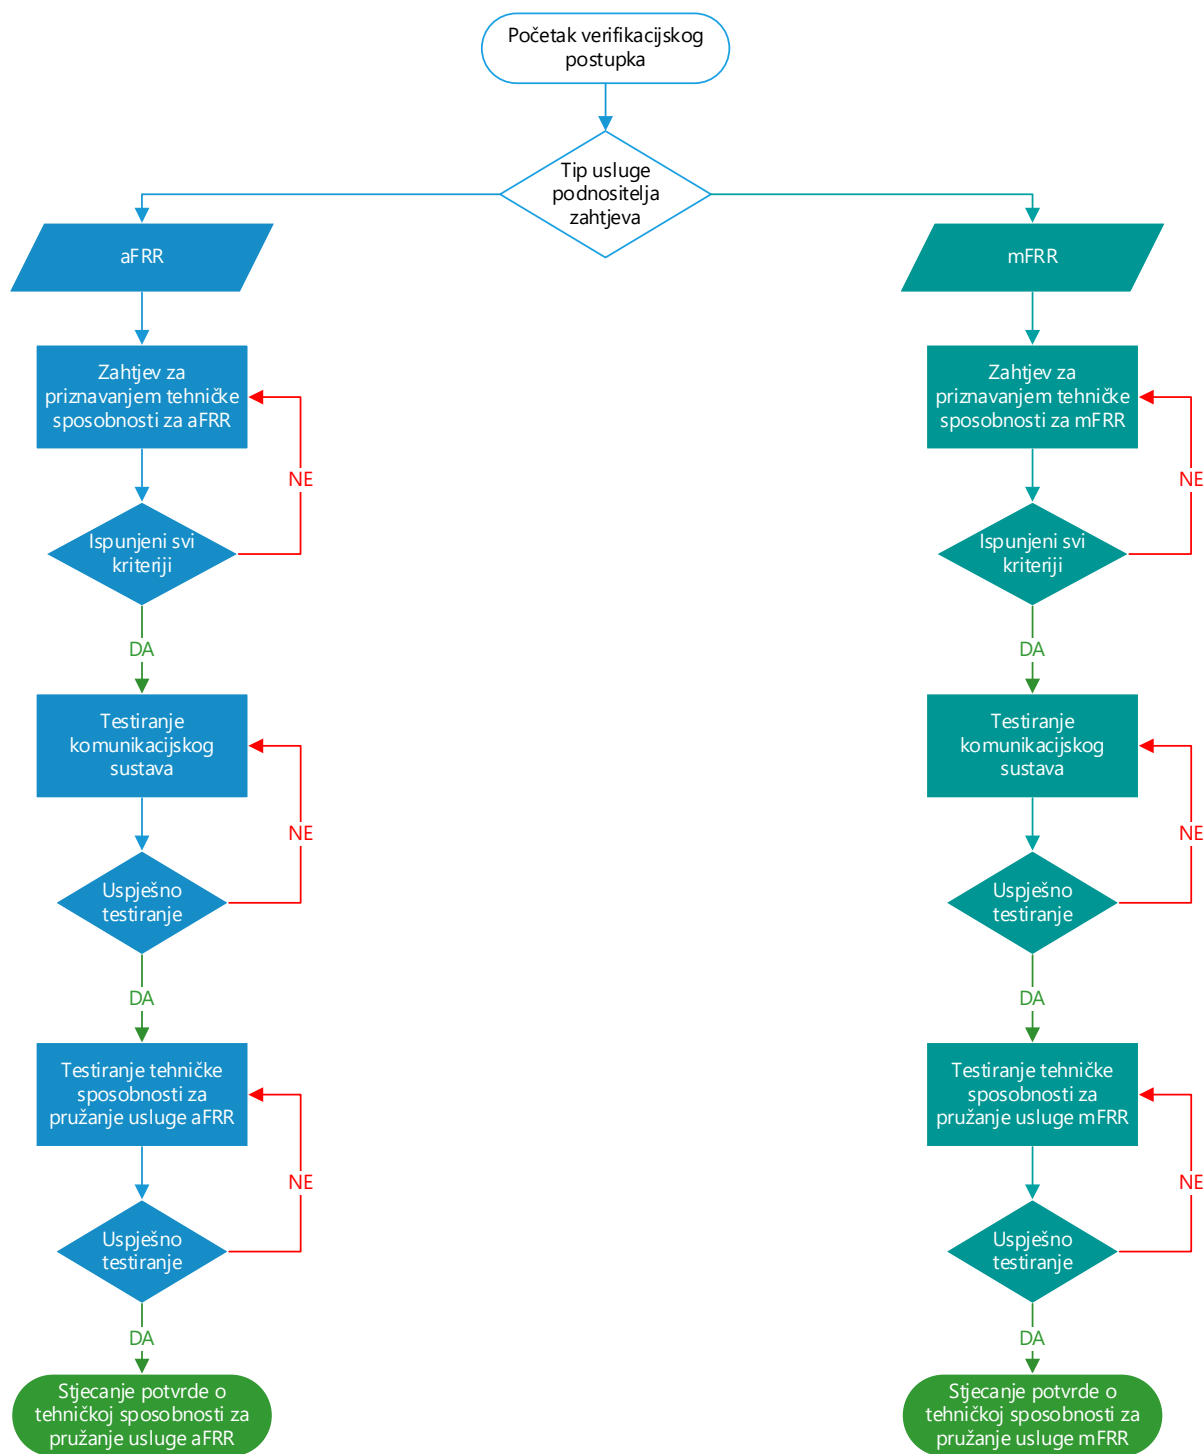 Početak verifikacijskog
postupka
Tip usluge
podnositelja
zahtjeva
aFRR
Zahtjev za
priznavanjem tehničke
sposobnosti za aFRR
NE
Ispunjeni svi
kriteriji
DA
Testiranje
komunikacijskog
sustava
NE
Uspješno
testiranje
DA
Testiranje tehničke
sposobnosti za
pružanje usluge aFRR
NE
Uspješno
testiranje
DA
Stjecanje potvrde o
tehničkoj sposobnosti za
pružanje usluge aFRR
mFRR
Zahtjev za
priznavanjem tehničke
sposobnosti za mFRR
NE
Ispunjeni svi
kriteriji
DA
Testiranje
komunikacijskog
sustava
NE
Uspješno
testiranje
DA
Testiranje tehničke
sposobnosti za
pružanje usluge mFRR
NE
Uspješno
testiranje
DA
Stjecanje potvrde o
tehničkoj sposobnosti za
pružanje usluge mFRR